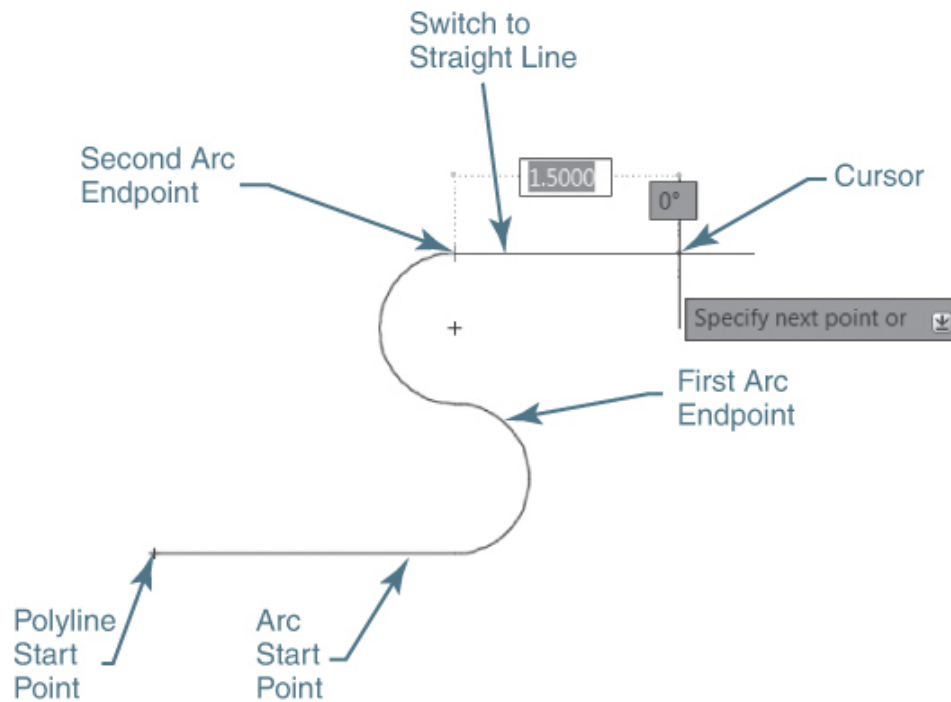 Switch to
Straight Line
Second Arc
Endpoint
1.5000
0°
Cursor
Specify next point or
First Arc
Endpoint
Polyline
Start
Point
Arc
Start
Point